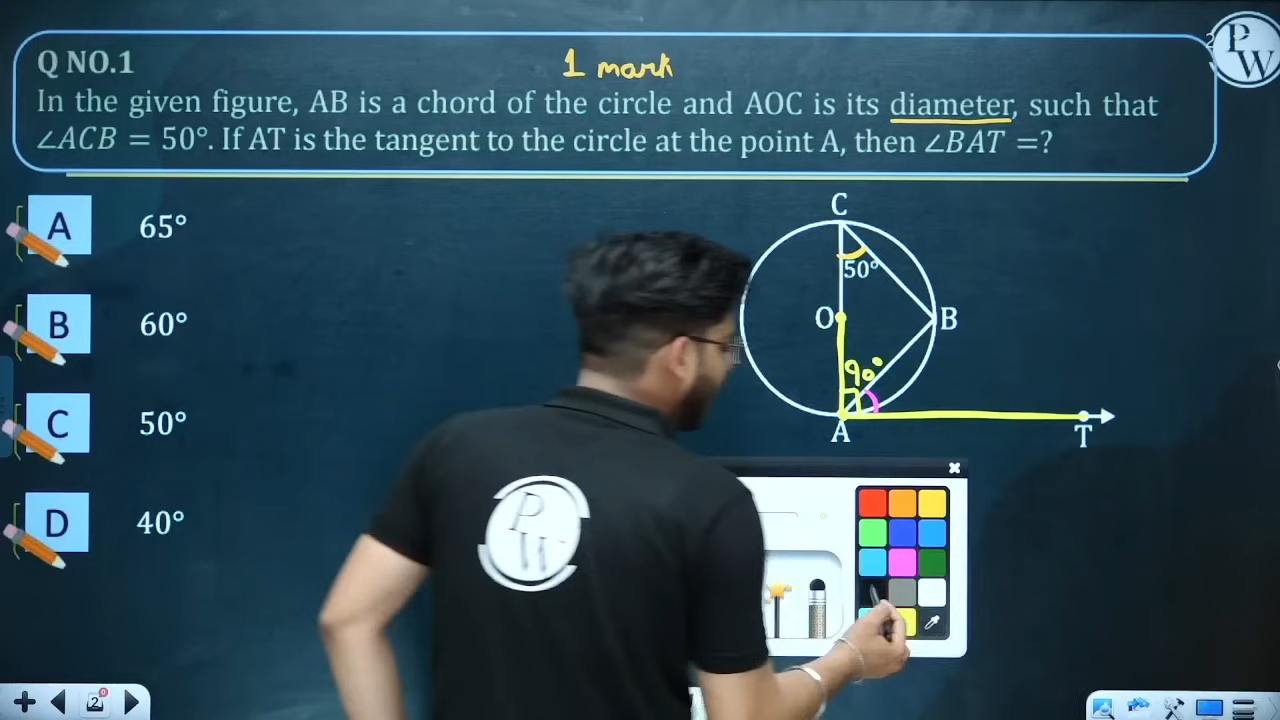 Q NO.1
1 mark
In the given figure, AB is a chord of the circle and AOC is its diameter, such that
∠ACB = 50°. If AT is the tangent to the circle at the point A, then ∠BAT =?
P
W
A 65°
B 60°
C 50°
D 40°
C
50°
O
B
90°
A
T
P
W
2